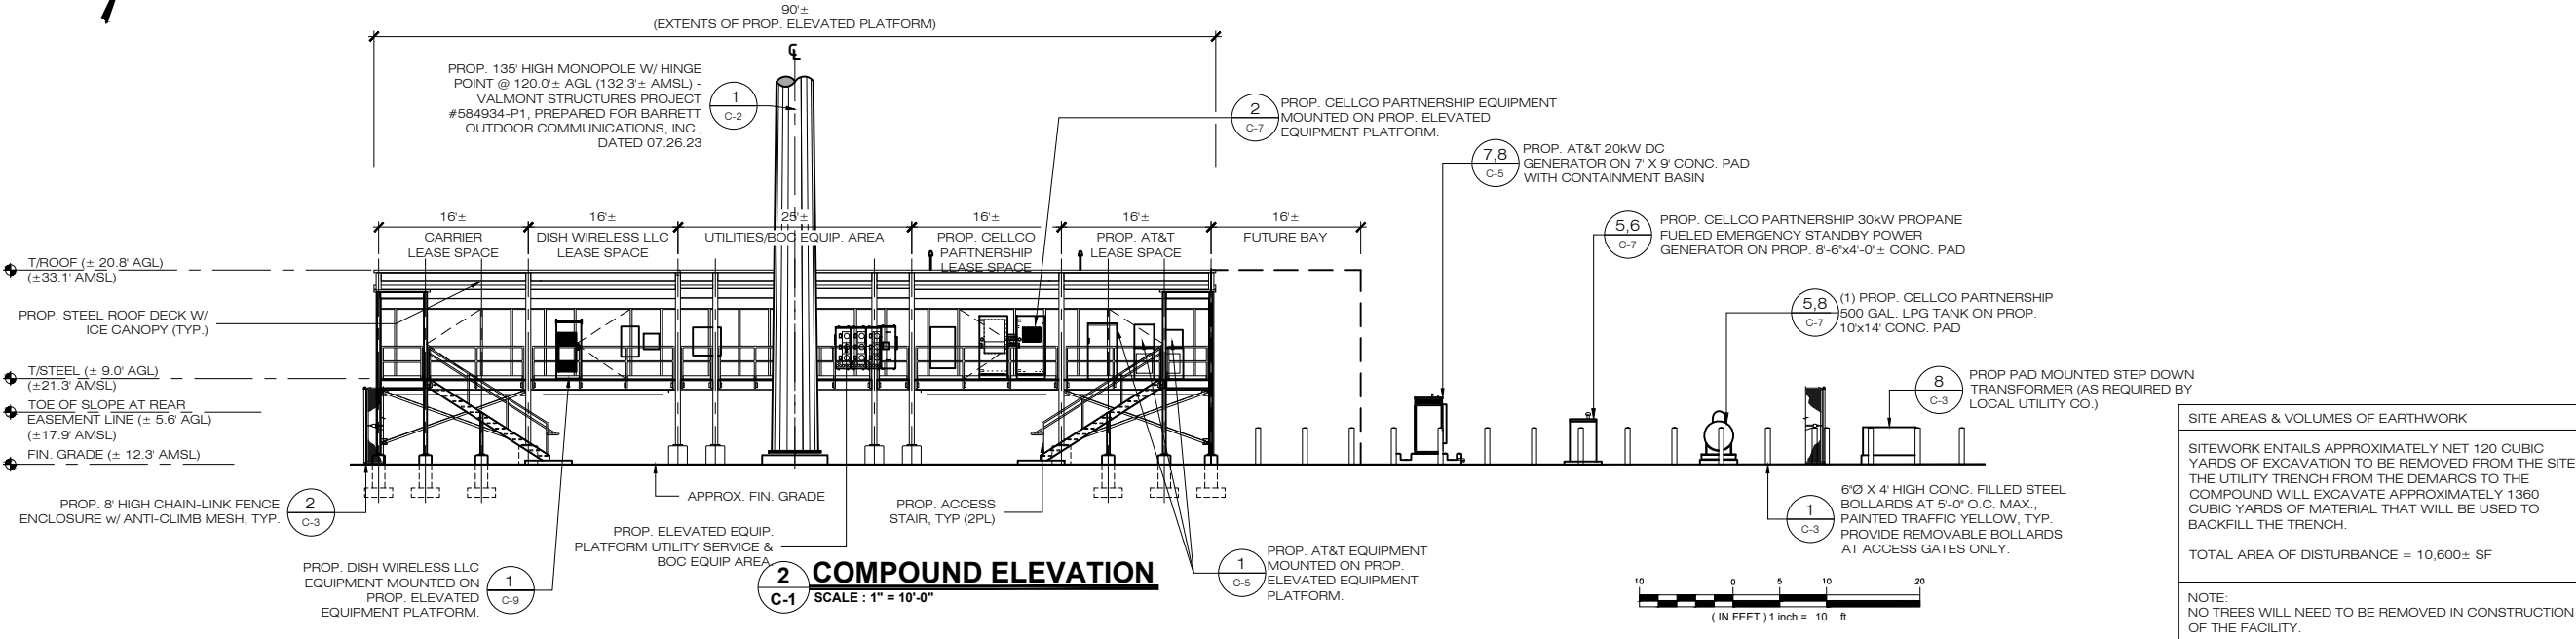 90'±
(EXTENTS OF PROP. ELEVATED PLATFORM)
℄
PROP. 135' HIGH MONOPOLE W/ HINGE
POINT @ 120.0'± AGL (132.3'± AMSL) -
VALMONT STRUCTURES PROJECT
#584934-P1, PREPARED FOR BARRETT
OUTDOOR COMMUNICATIONS, INC.,
DATED 07.26.23
1
C-2
2
C-7
PROP. CELLCO PARTNERSHIP EQUIPMENT
MOUNTED ON PROP. ELEVATED
EQUIPMENT PLATFORM.
7,8
C-5
PROP. AT&T 20kW DC
GENERATOR ON 7' X 9' CONC. PAD
WITH CONTAINMENT BASIN
5,6
C-7
PROP. CELLCO PARTNERSHIP 30kW PROPANE
FUELED EMERGENCY STANDBY POWER
GENERATOR ON PROP. 8'-6"x4'-0"± CONC. PAD
5,8
C-7
(1) PROP. CELLCO PARTNERSHIP
500 GAL. LPG TANK ON PROP.
10'x14' CONC. PAD
8
C-3
PROP PAD MOUNTED STEP DOWN
TRANSFORMER (AS REQUIRED BY
LOCAL UTILITY CO.)
16'±
CARRIER
LEASE SPACE
16'±
DISH WIRELESS LLC
LEASE SPACE
25'±
UTILITIES/BOC EQUIP. AREA
16'±
PROP. CELLCO
PARTNERSHIP
LEASE SPACE
16'±
PROP. AT&T
LEASE SPACE
16'±
FUTURE BAY
T/ROOF (± 20.8' AGL)
(±33.1' AMSL)
PROP. STEEL ROOF DECK W/
ICE CANOPY (TYP.)
T/STEEL (± 9.0' AGL)
(±21.3' AMSL)
TOE OF SLOPE AT REAR
EASEMENT LINE (± 5.6' AGL)
(±17.9' AMSL)
FIN. GRADE (± 12.3' AMSL)
PROP. 8' HIGH CHAIN-LINK FENCE
ENCLOSURE w/ ANTI-CLIMB MESH, TYP.
2
C-3
PROP. DISH WIRELESS LLC
EQUIPMENT MOUNTED ON
PROP. ELEVATED
EQUIPMENT PLATFORM.
1
C-9
APPROX. FIN. GRADE
PROP. ELEVATED EQUIP.
PLATFORM UTILITY SERVICE &
BOC EQUIP AREA
PROP. ACCESS
STAIR, TYP (2PL)
1
C-5
PROP. AT&T EQUIPMENT
MOUNTED ON PROP.
ELEVATED EQUIPMENT
PLATFORM.
1
C-3
6"Ø X 4' HIGH CONC. FILLED STEEL
BOLLARDS AT 5'-0" O.C. MAX.,
PAINTED TRAFFIC YELLOW, TYP.
PROVIDE REMOVABLE BOLLARDS
AT ACCESS GATES ONLY.
2
C-1
COMPOUND ELEVATION
SCALE : 1" = 10'-0"
10 0 5 10 20
( IN FEET ) 1 inch = 10 ft.
SITE AREAS & VOLUMES OF EARTHWORK
SITEWORK ENTAILS APPROXIMATELY NET 120 CUBIC
YARDS OF EXCAVATION TO BE REMOVED FROM THE SITE
THE UTILITY TRENCH FROM THE DEMARCS TO THE
COMPOUND WILL EXCAVATE APPROXIMATELY 1360
CUBIC YARDS OF MATERIAL THAT WILL BE USED TO
BACKFILL THE TRENCH.
TOTAL AREA OF DISTURBANCE = 10,600± SF
NOTE:
NO TREES WILL NEED TO BE REMOVED IN CONSTRUCTION
OF THE FACILITY.